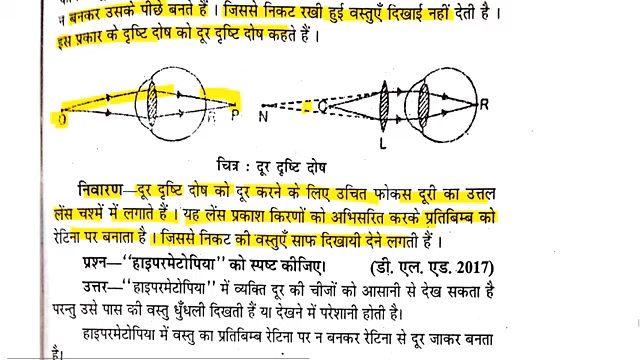 न बनकर उसके पीछे बनते हैं । जिससे निकट रखी हुई वस्तुएँ दिखाई नहीं देती है ।
इस प्रकार के दृष्टि दोष को दूर दृष्टि दोष कहते हैं ।
O R P N O L R
चित्र : दूर दृष्टि दोष
निवारण—दूर दृष्टि दोष को दूर करने के लिए उचित फोकस दूरी का उत्तल
लेंस चश्में में लगाते हैं । यह लेंस प्रकाश किरणों को अभिसरित करके प्रतिबिम्ब को
रेटिना पर बनाता है । जिससे निकट की वस्तुएँ साफ दिखायी देने लगती हैं ।
प्रश्न—“हाइपरमेटोपिया” को स्पष्ट कीजिए। (डी. एल. एड. 2017)
उत्तर—“हाइपरमेटोपिया” में व्यक्ति दूर की चीजों को आसानी से देख सकता है
परन्तु उसे पास की वस्तु धुँधली दिखती हैं या देखने में परेशानी होती है।
हाइपरमेटोपिया में वस्तु का प्रतिबिम्ब रेटिना पर न बनकर रेटिना से दूर जाकर बनता
है।